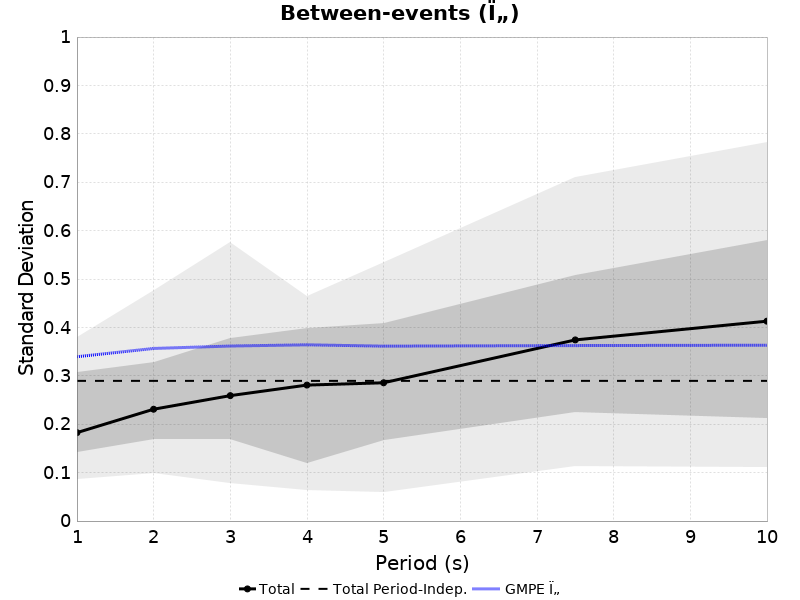 Between-events (Ï„)
1
0.9
0.8
0.7
0.6
0.5
0.4
0.3
0.2
0.1
0
Standard Deviation
1 2 3 4 5 6 7 8 9 10
Period (s)
Total Total Period-Indep. GMPE Ï„